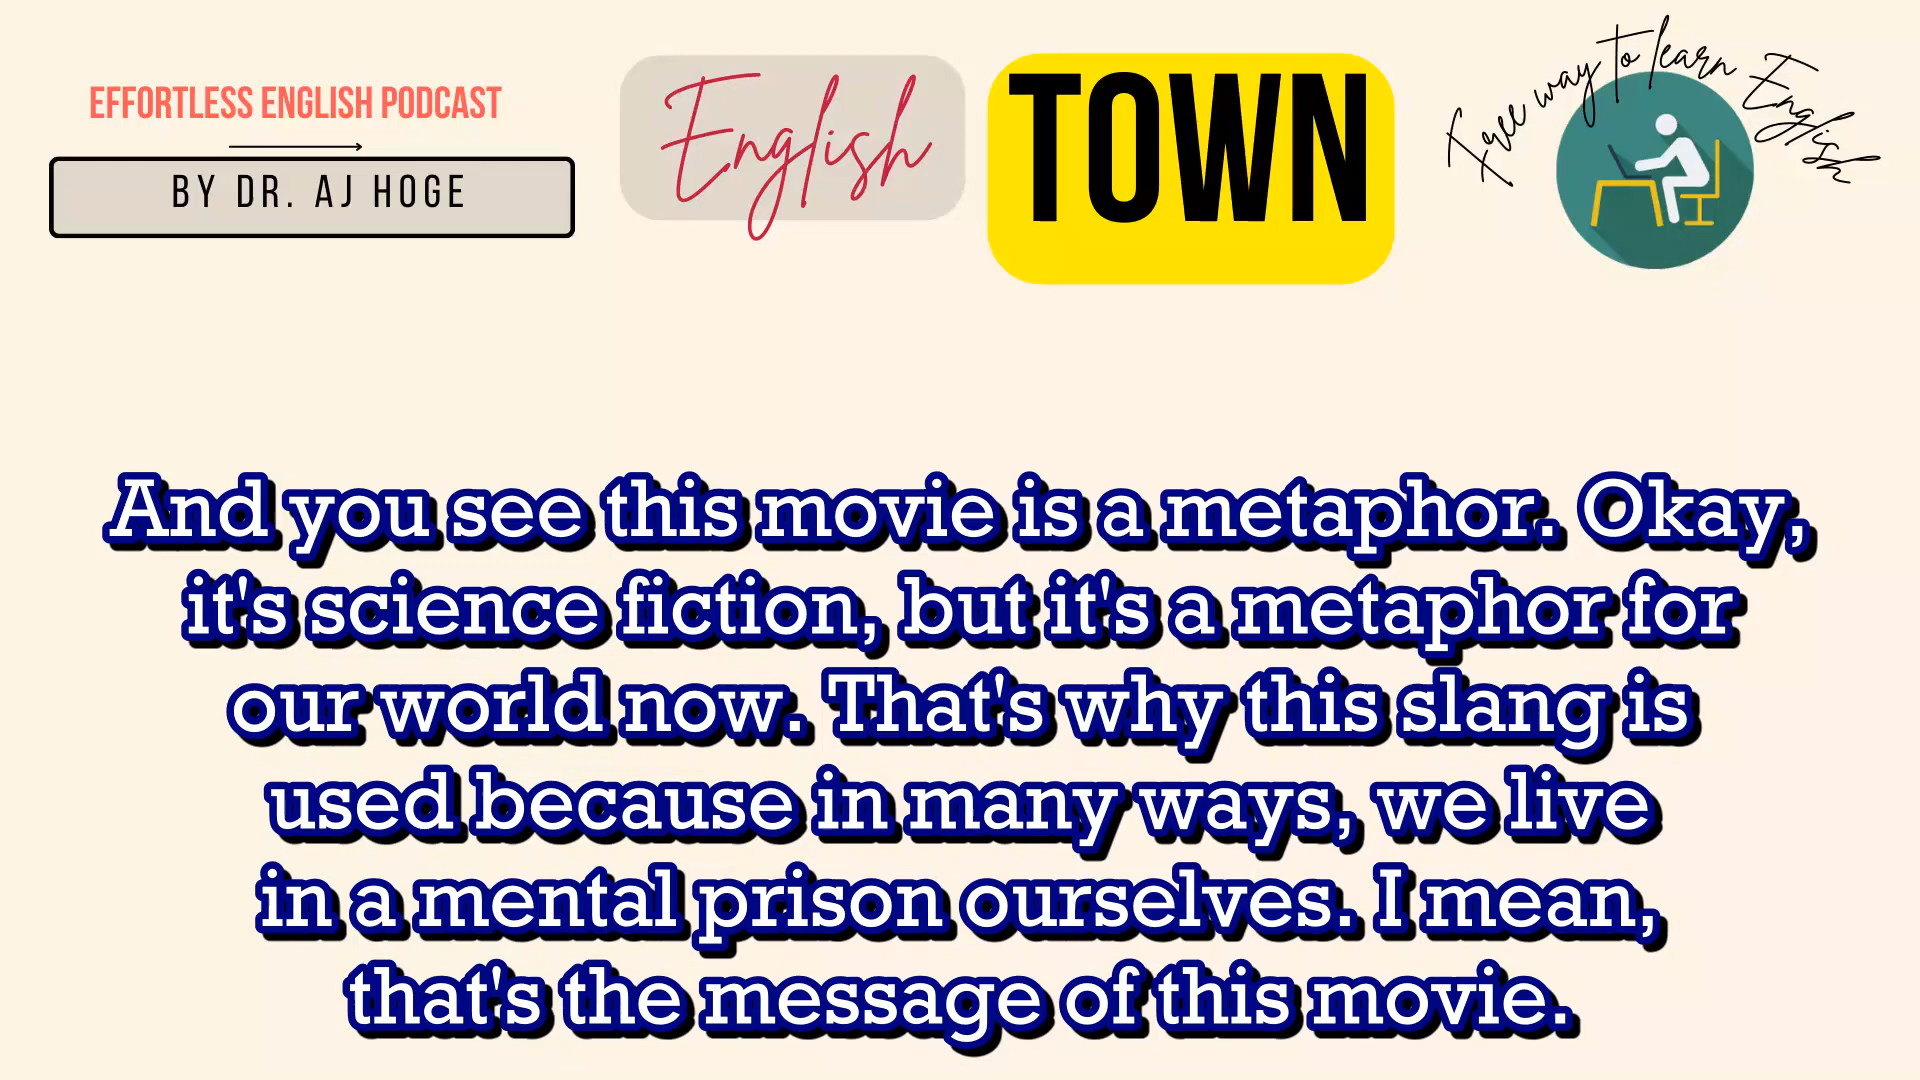 EFFORTLESS ENGLISH PODCAST
BY DR. AJ HOGE
English
TOWN
Free way to learn English
And you see this movie is a metaphor. Okay,
it's science fiction, but it's a metaphor for
our world now. That's why this slang is
used because in many ways, we live
in a mental prison ourselves. I mean,
that's the message of this movie.